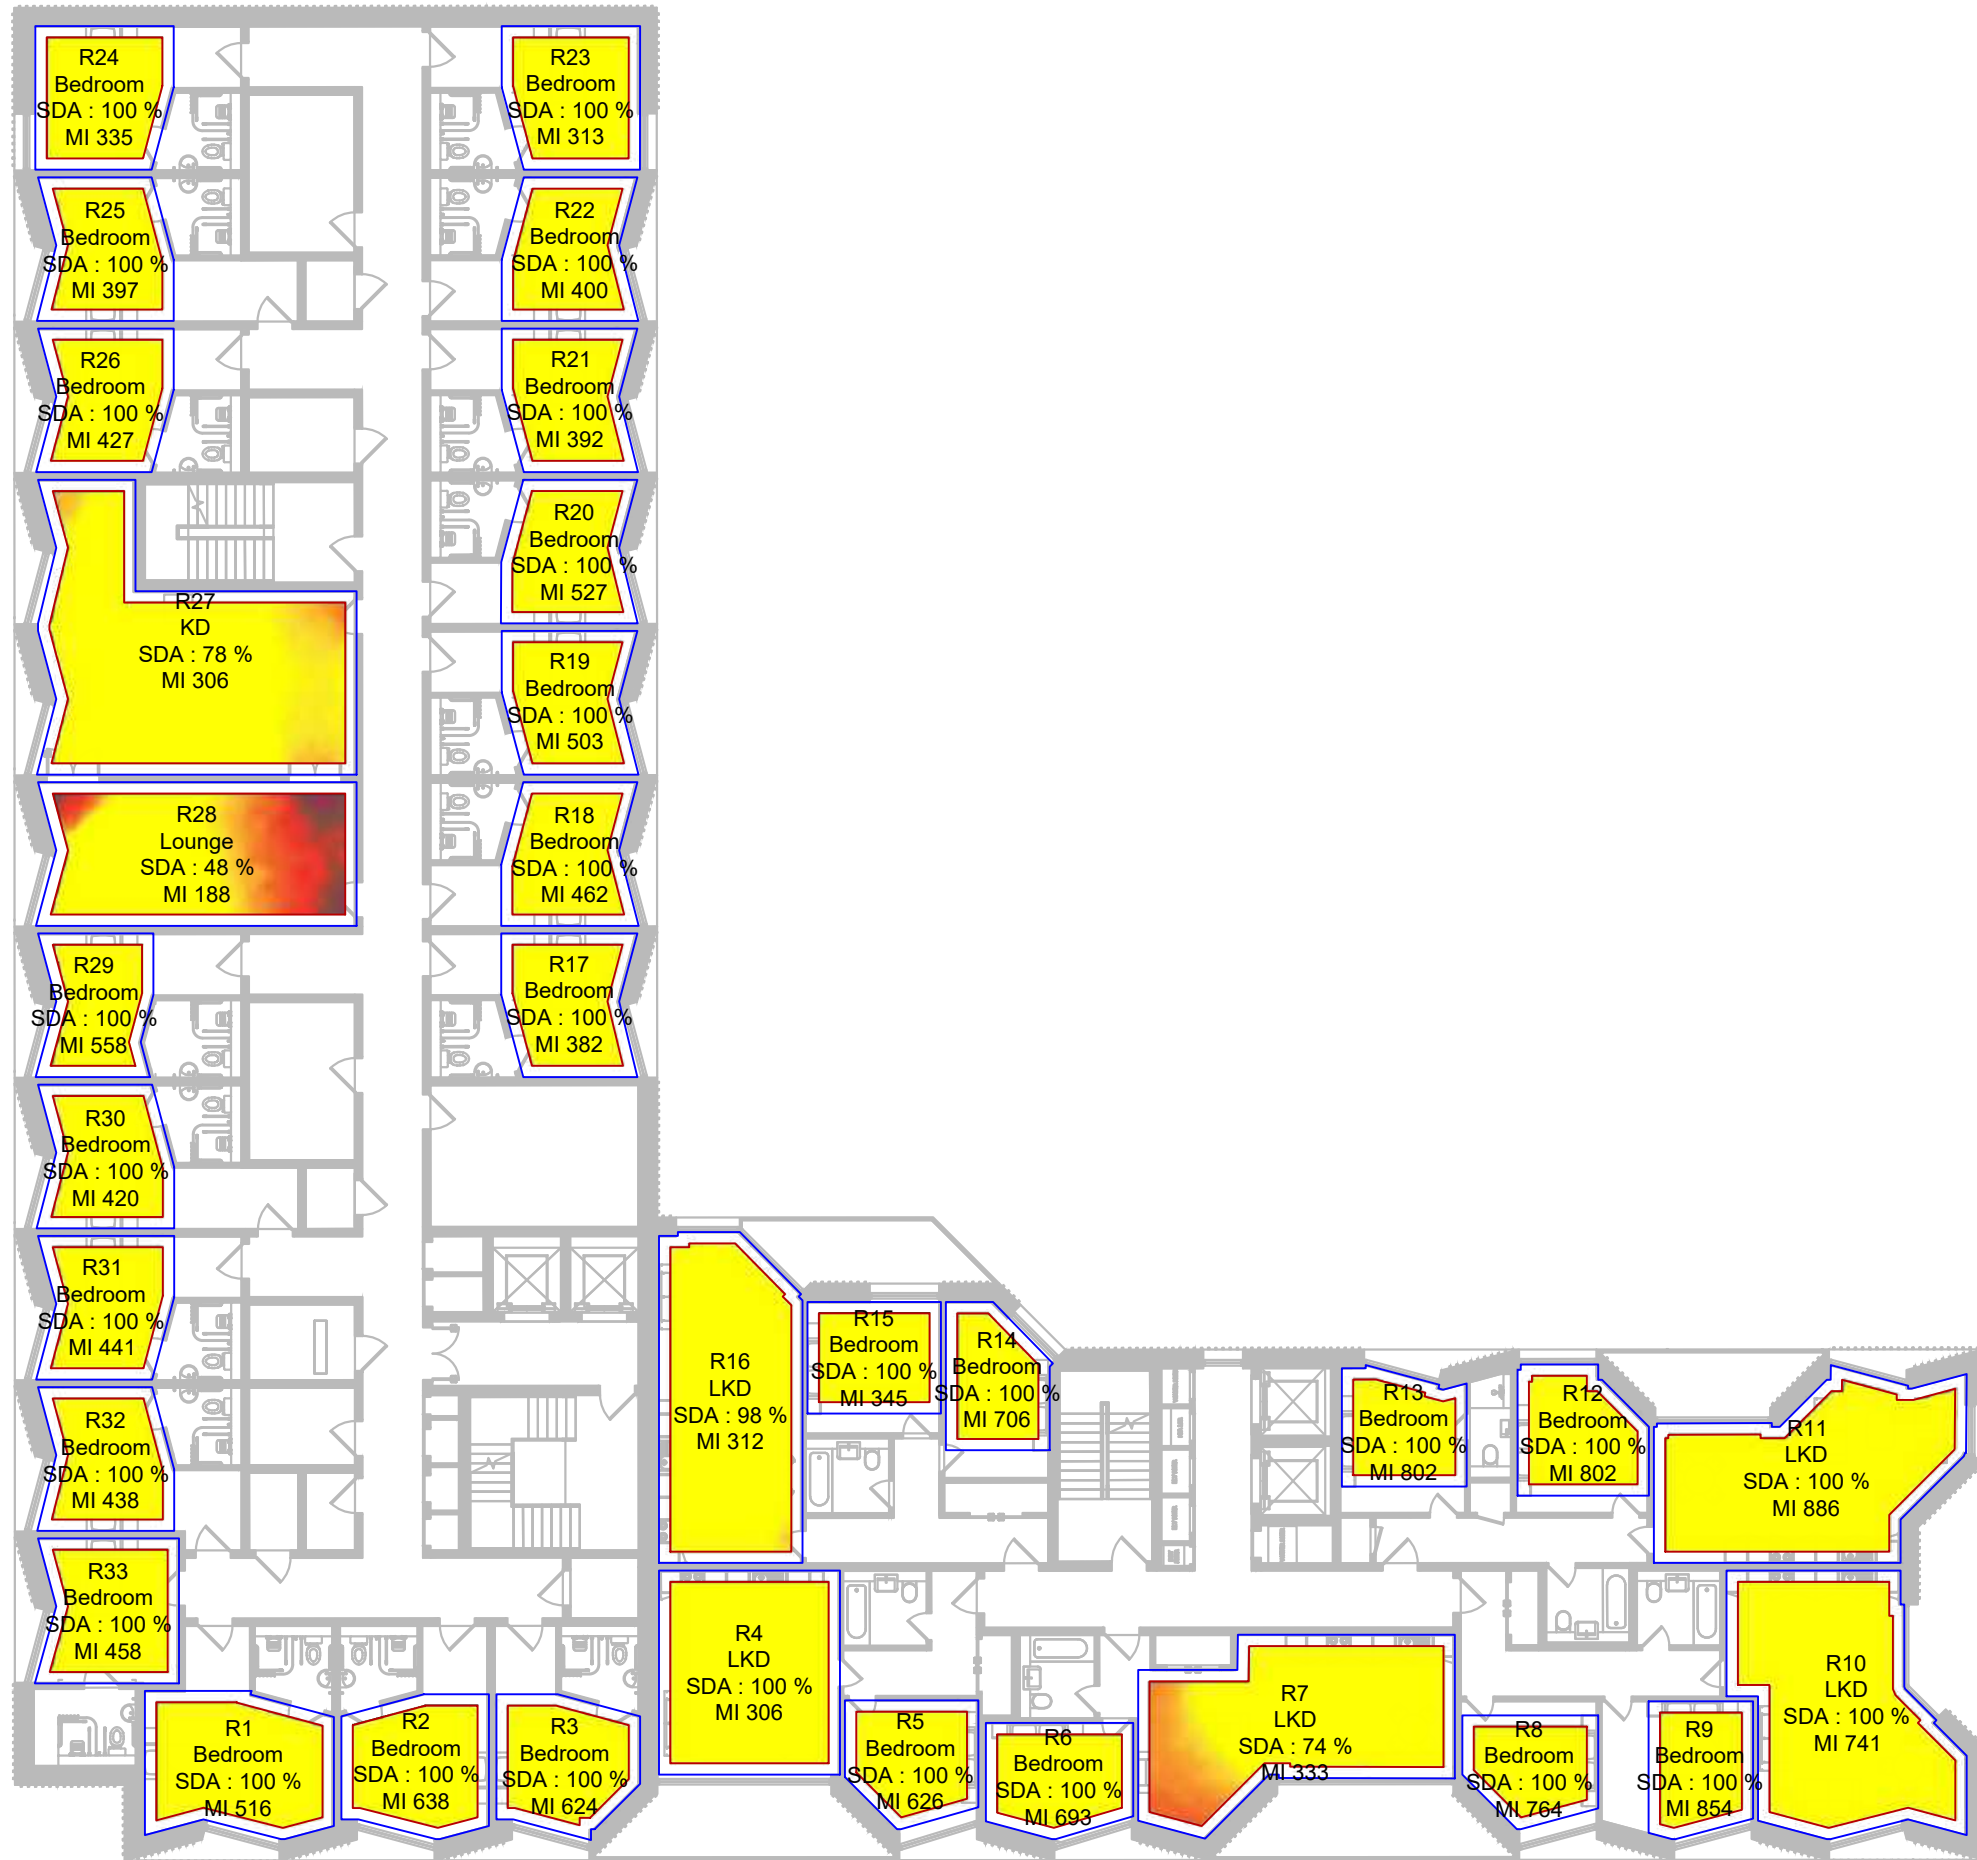 R24
Bedroom
SDA : 100 %
MI 335
R23
Bedroom
SDA : 100 %
MI 313
R25
Bedroom
SDA : 100 %
MI 397
R22
Bedroom
SDA : 100 %
MI 400
R26
Bedroom
SDA : 100 %
MI 427
R21
Bedroom
SDA : 100 %
MI 392
R20
Bedroom
SDA : 100 %
MI 527
R27
KD
SDA : 78 %
MI 306
R19
Bedroom
SDA : 100 %
MI 503
R28
Lounge
SDA : 48 %
MI 188
R18
Bedroom
SDA : 100 %
MI 462
R29
Bedroom
SDA : 100 %
MI 558
R17
Bedroom
SDA : 100 %
MI 382
R30
Bedroom
SDA : 100 %
MI 420
R31
Bedroom
SDA : 100 %
MI 441
R16
LKD
SDA : 98 %
MI 312
R15
Bedroom
SDA : 100 %
MI 345
R14
Bedroom
SDA : 100 %
MI 706
R13
Bedroom
SDA : 100 %
MI 802
R12
Bedroom
SDA : 100 %
MI 802
R11
LKD
SDA : 100 %
MI 886
R32
Bedroom
SDA : 100 %
MI 438
R33
Bedroom
SDA : 100 %
MI 458
R4
LKD
SDA : 100 %
MI 306
R10
LKD
SDA : 100 %
MI 741
R1
Bedroom
SDA : 100 %
MI 516
R2
Bedroom
SDA : 100 %
MI 638
R3
Bedroom
SDA : 100 %
MI 624
R5
Bedroom
SDA : 100 %
MI 626
R6
Bedroom
SDA : 100 %
MI 693
R7
LKD
SDA : 74 %
MI 333
R8
Bedroom
SDA : 100 %
MI 764
R9
Bedroom
SDA : 100 %
MI 854